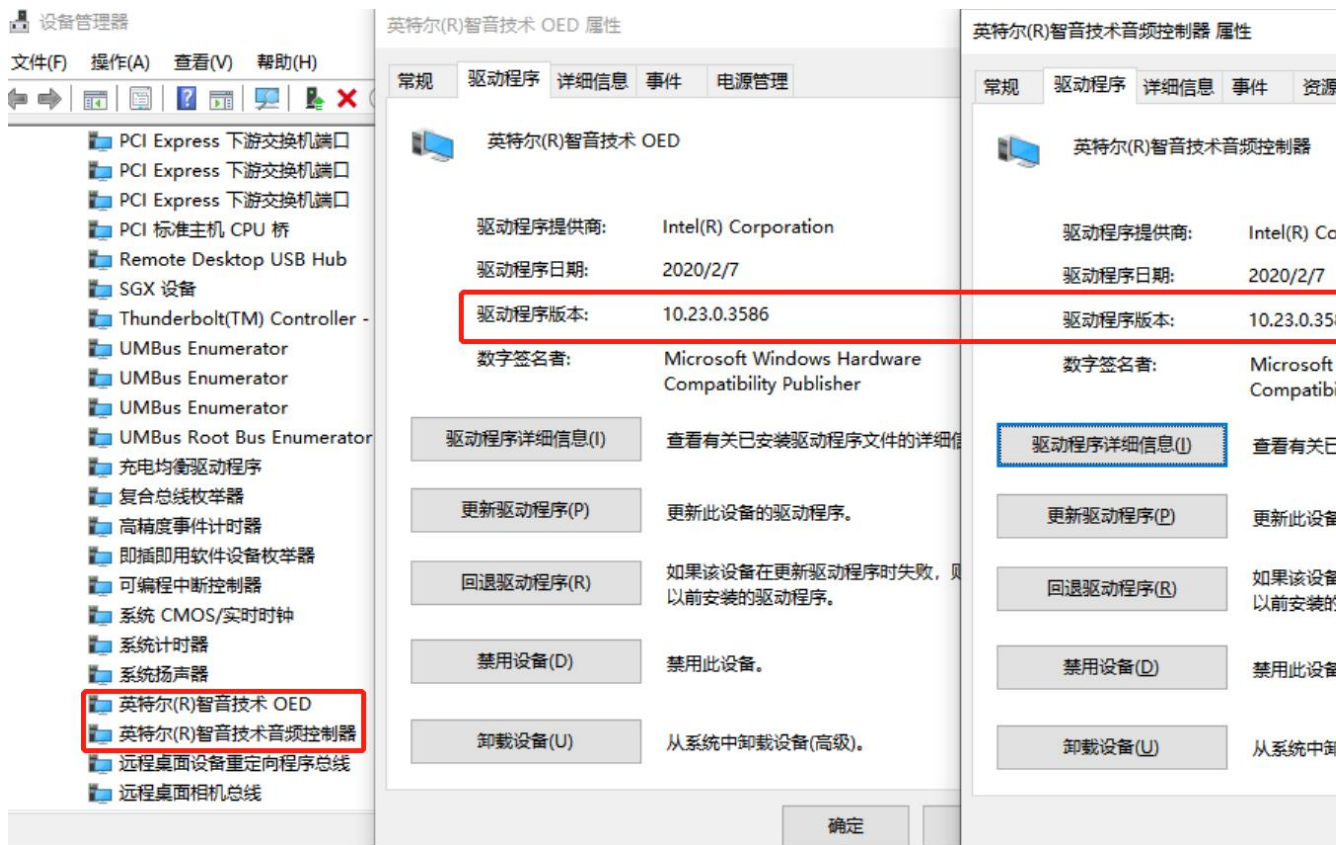 设备管理器
文件(F) 操作(A) 查看(V) 帮助(H)
PCI Express 下游交换机端口
PCI Express 下游交换机端口
PCI Express 下游交换机端口
PCI 标准主机 CPU 桥
Remote Desktop USB Hub
SGX 设备
Thunderbolt(TM) Controller -
UMBus Enumerator
UMBus Enumerator
UMBus Enumerator
UMBus Root Bus Enumerator
充电均衡驱动程序
复合总线枚举器
高精度事件计时器
即插即用软件设备枚举器
可编程中断控制器
系统 CMOS/实时时钟
系统计时器
系统扬声器
英特尔(R)智音技术 OED
英特尔(R)智音技术音频控制器
远程桌面设备重定向程序总线
远程桌面相机总线
英特尔(R)智音技术 OED 属性
常规 驱动程序 详细信息 事件 电源管理
英特尔(R)智音技术 OED
驱动程序提供商: Intel(R) Corporation
驱动程序日期: 2020/2/7
驱动程序版本: 10.23.0.3586
数字签名者: Microsoft Windows Hardware
Compatibility Publisher
驱动程序详细信息(I) 查看有关已安装驱动程序文件的详细信
更新驱动程序(P) 更新此设备的驱动程序。
回退驱动程序(R) 如果该设备在更新驱动程序时失败，则
以前安装的驱动程序。
禁用设备(D) 禁用此设备。
卸载设备(U) 从系统中卸载设备(高级)。
确定
英特尔(R)智音技术音频控制器 属性
常规 驱动程序 详细信息 事件 资源
英特尔(R)智音技术音频控制器
驱动程序提供商: Intel(R) Co
驱动程序日期: 2020/2/7
驱动程序版本: 10.23.0.35
数字签名者: Microsoft
Compatibi
驱动程序详细信息(I) 查看有关已
更新驱动程序(P) 更新此设备
回退驱动程序(R) 如果该设备
以前安装的
禁用设备(D) 禁用此设备
卸载设备(U) 从系统中卸